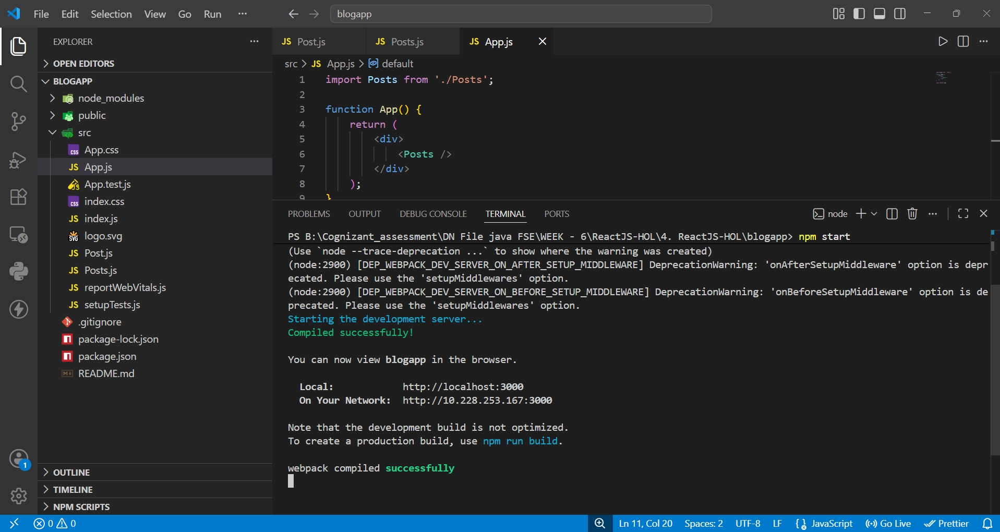 File Edit Selection View Go Run ···
blogapp
EXPLORER
OPEN EDITORS
BLOGAPP
node_modules
public
src
App.css
JS App.js
App.test.js
index.css
JS index.js
logo.svg
JS Post.js
JS Posts.js
JS reportWebVitals.js
JS setupTests.js
.gitignore
package-lock.json
package.json
README.md
OUTLINE
TIMELINE
NPM SCRIPTS
JS Post.js JS Posts.js JS App.js
src > JS App.js > default
1 import Posts from './Posts';
2
3 function App() {
4 return (
5 <div>
6 <Posts />
7 </div>
8 );
9 }
PROBLEMS OUTPUT DEBUG CONSOLE TERMINAL PORTS
node
PS B:\Cognizant_assessment\DN File java FSE\WEEK - 6\ReactJS-HOL\4. ReactJS-HOL\blogapp> npm start
(Use `node --trace-deprecation ...` to show where the warning was created)
(node:2900) [DEP_WEBPACK_DEV_SERVER_ON_AFTER_SETUP_MIDDLEWARE] DeprecationWarning: 'onAfterSetupMiddleware' option is depr
ecated. Please use the 'setupMiddlewares' option.
(node:2900) [DEP_WEBPACK_DEV_SERVER_ON_BEFORE_SETUP_MIDDLEWARE] DeprecationWarning: 'onBeforeSetupMiddleware' option is de
precated. Please use the 'setupMiddlewares' option.
Starting the development server...
Compiled successfully!
You can now view blogapp in the browser.
Local: http://localhost:3000
On Your Network: http://10.228.253.167:3000
Note that the development build is not optimized.
To create a production build, use npm run build.
webpack compiled successfully
1
0 0
Ln 11, Col 20 Spaces: 2 UTF-8 LF JavaScript Go Live Prettier